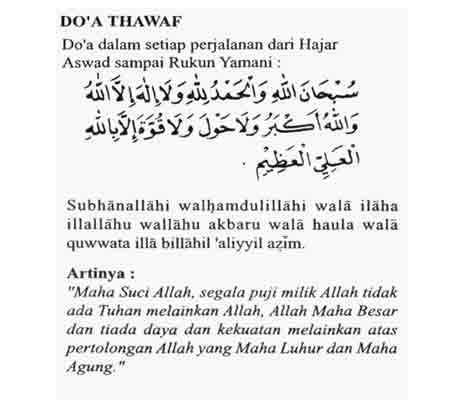 DO'A THAWAF
Do'a dalam setiap perjalanan dari Hajar
Aswad sampai Rukun Yamani :
سُبْحَانَ اللهِ وَالْحَمْدُ لِلّٰهِ وَلَا إِلٰهَ إِلَّا اللهُ
وَاللهُ أَكْبَرُ وَلَا حَوْلَ وَلَا قُوَّةَ إِلَّا بِاللهِ
الْعَلِيِّ الْعَظِيْمِ .
Subhānallāhi walḥamdulillāhi walā ilāha
illallāhu wallāhu akbaru walā haula walā
quwwata illā billāhil 'aliyyil aẓīm.
Artinya :
"Maha Suci Allah, segala puji milik Allah tidak
ada Tuhan melainkan Allah, Allah Maha Besar
dan tiada daya dan kekuatan melainkan atas
pertolongan Allah yang Maha Luhur dan Maha
Agung."